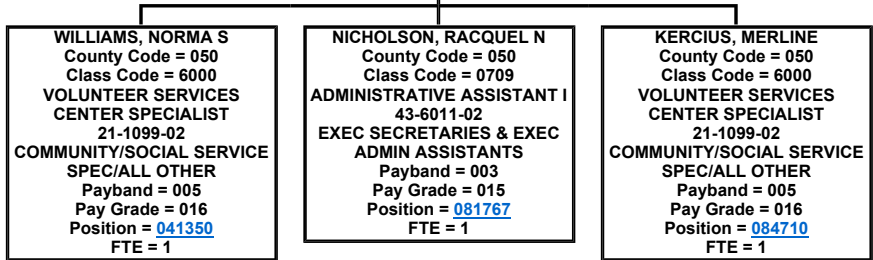 WILLIAMS, NORMA S
County Code = 050
Class Code = 6000
VOLUNTEER SERVICES
CENTER SPECIALIST
21-1099-02
COMMUNITY/SOCIAL SERVICE
SPEC/ALL OTHER
Payband = 005
Pay Grade = 016
Position = 041350
FTE = 1
NICHOLSON, RACQUEL N
County Code = 050
Class Code = 0709
ADMINISTRATIVE ASSISTANT I
43-6011-02
EXEC SECRETARIES & EXEC
ADMIN ASSISTANTS
Payband = 003
Pay Grade = 015
Position = 081767
FTE = 1
KERCIUS, MERLINE
County Code = 050
Class Code = 6000
VOLUNTEER SERVICES
CENTER SPECIALIST
21-1099-02
COMMUNITY/SOCIAL SERVICE
SPEC/ALL OTHER
Payband = 005
Pay Grade = 016
Position = 084710
FTE = 1